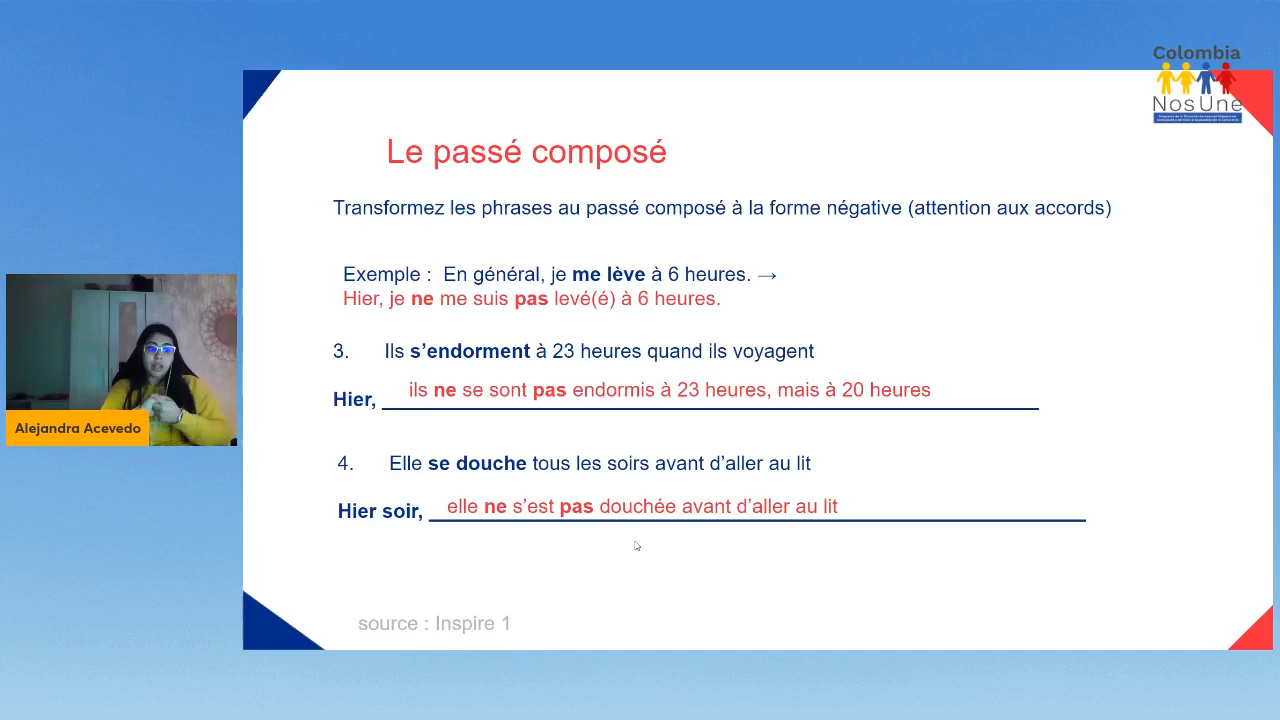 Colombia
NosUne
Le passé composé
Transformez les phrases au passé composé à la forme négative (attention aux accords)
Exemple : En général, je me lève à 6 heures. →
Hier, je ne me suis pas levé(é) à 6 heures.
3. Ils s’endorment à 23 heures quand ils voyagent
Hier, ils ne se sont pas endormis à 23 heures, mais à 20 heures
Alejandra Acevedo
4. Elle se douche tous les soirs avant d’aller au lit
Hier soir, elle ne s’est pas douchée avant d’aller au lit
source : Inspire 1